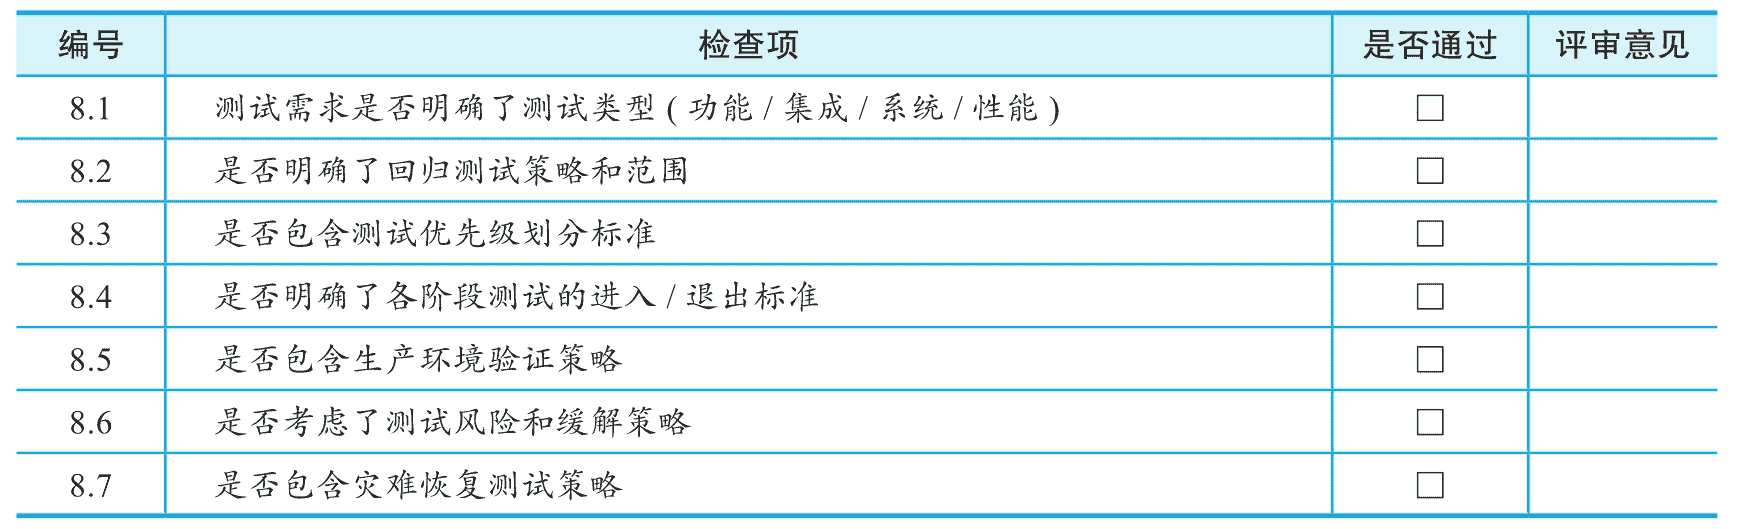 编号 检查项 是否通过 评审意见
8.1 测试需求是否明确了测试类型(功能/集成/系统/性能) □
8.2 是否明确了回归测试策略和范围 □
8.3 是否包含测试优先级划分标准 □
8.4 是否明确了各阶段测试的进入/退出标准 □
8.5 是否包含生产环境验证策略 □
8.6 是否考虑了测试风险和缓解策略 □
8.7 是否包含灾难恢复测试策略 □